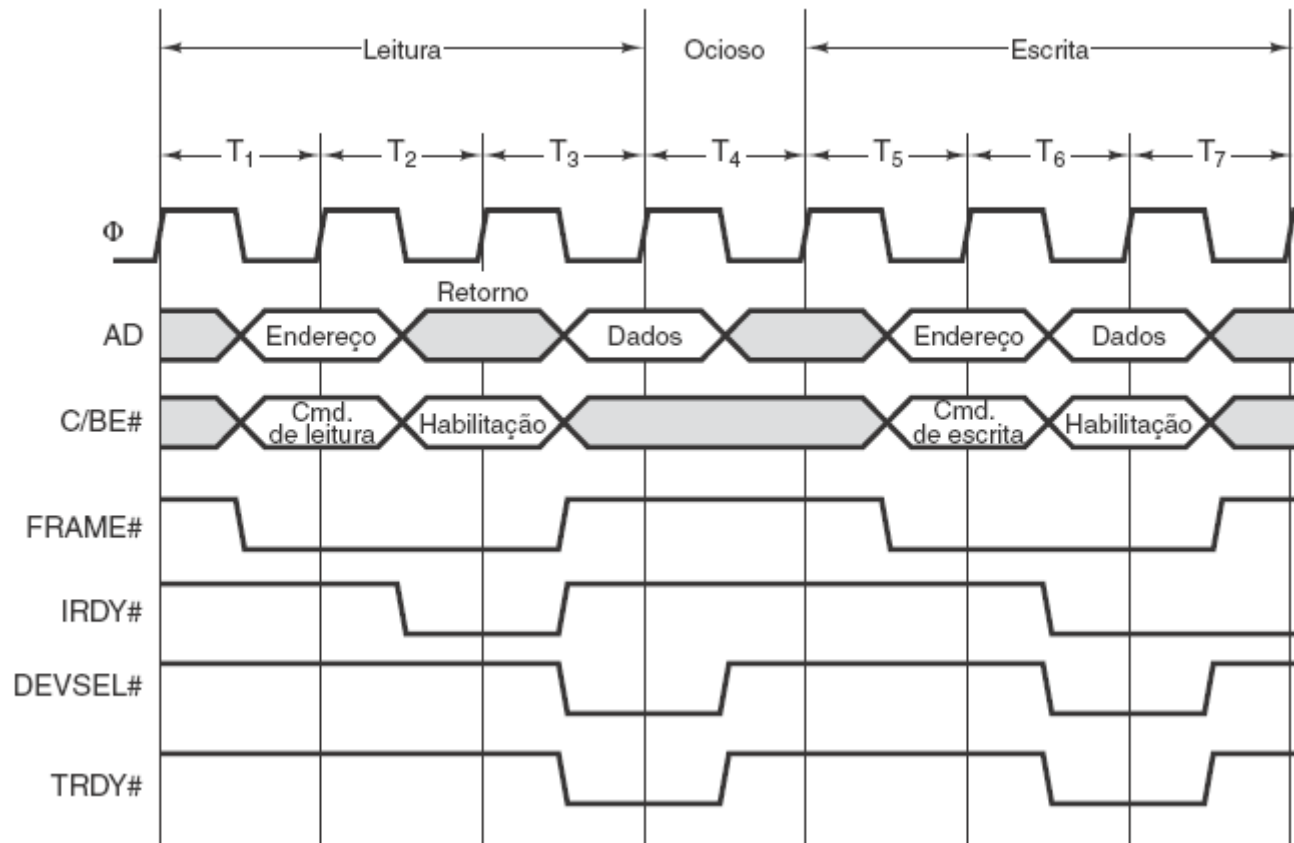 Leitura Ocioso Escrita
T1 T2 T3 T4 T5 T6 T7
Φ
Retorno
AD Endereço Dados Endereço Dados
C/BE# Cmd. de leitura Habilitação Cmd. de escrita Habilitação
FRAME#
IRDY#
DEVSEL#
TRDY#